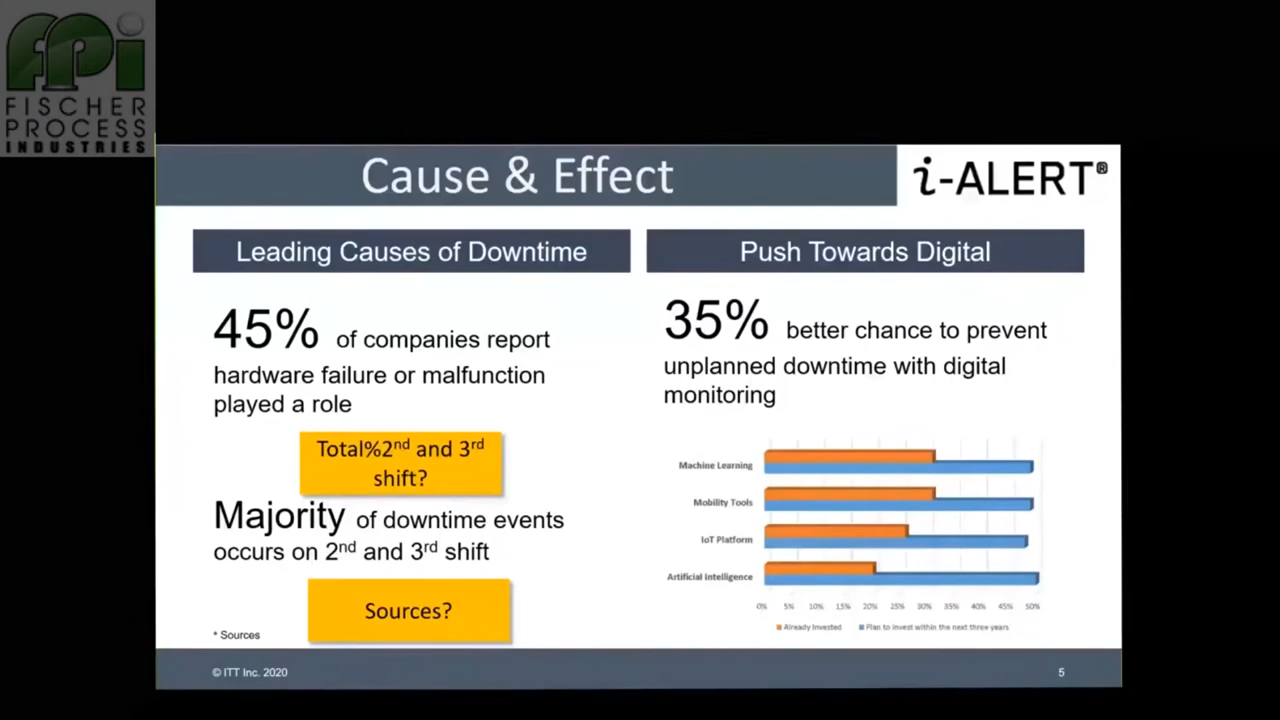 fpi
FISCHER
PROCESS
INDUSTRIES
Cause & Effect
i-ALERT®
Leading Causes of Downtime
45% of companies report
hardware failure or malfunction
played a role
Total%2nd and 3rd
shift?
Majority of downtime events
occurs on 2nd and 3rd shift
Sources?
* Sources
Push Towards Digital
35% better chance to prevent
unplanned downtime with digital
monitoring
Machine Learning
Mobility Tools
IoT Platform
Artificial Intelligence
0% 5% 10% 15% 20% 25% 30% 35% 40% 45% 50%
Already Invested Plan to invest within the next three years
© ITT Inc. 2020
5